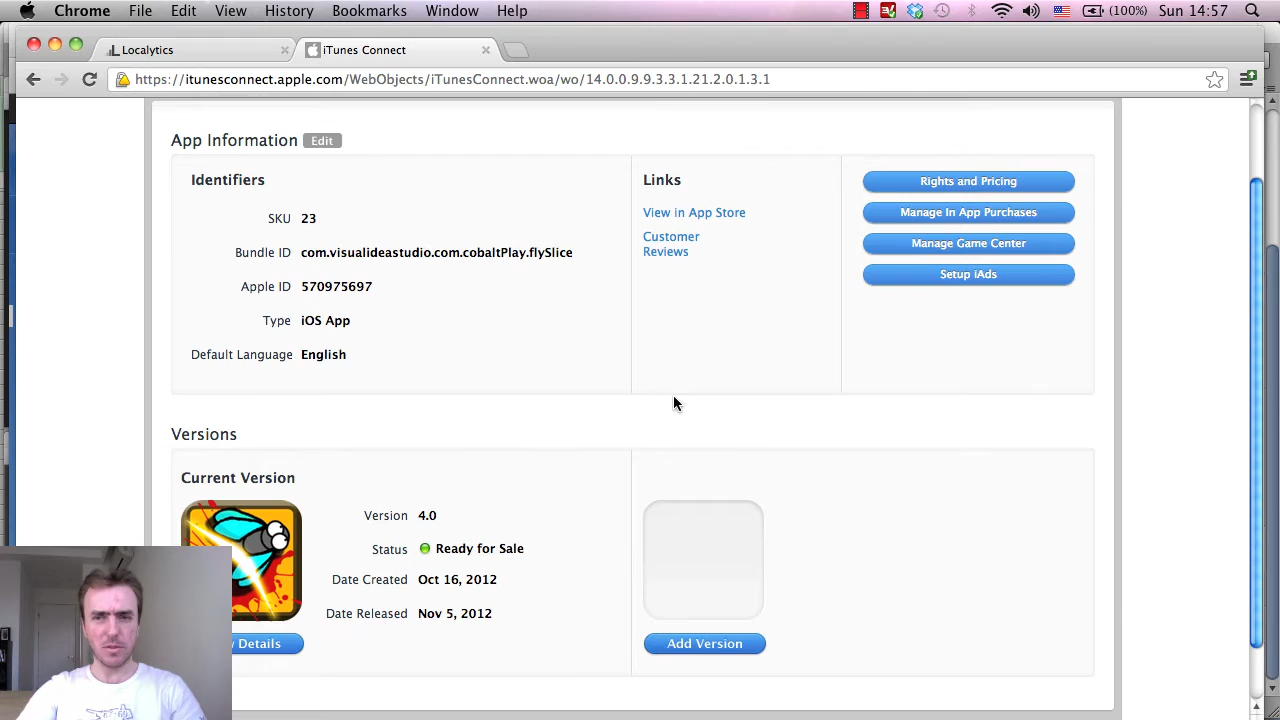 Chrome File Edit View History Bookmarks Window Help (100%) Sun 14:57
Localytics iTunes Connect
https://itunesconnect.apple.com/WebObjects/iTunesConnect.woa/wo/14.0.0.9.9.3.3.1.21.2.0.1.3.1
App Information Edit
Identifiers
SKU 23
Bundle ID com.visualideastudio.com.cobaltPlay.flySlice
Apple ID 570975697
Type iOS App
Default Language English
Links
View in App Store
Customer
Reviews
Rights and Pricing
Manage In App Purchases
Manage Game Center
Setup iAds
Versions
Current Version
Version 4.0
Status Ready for Sale
Date Created Oct 16, 2012
Date Released Nov 5, 2012
Details
Add Version